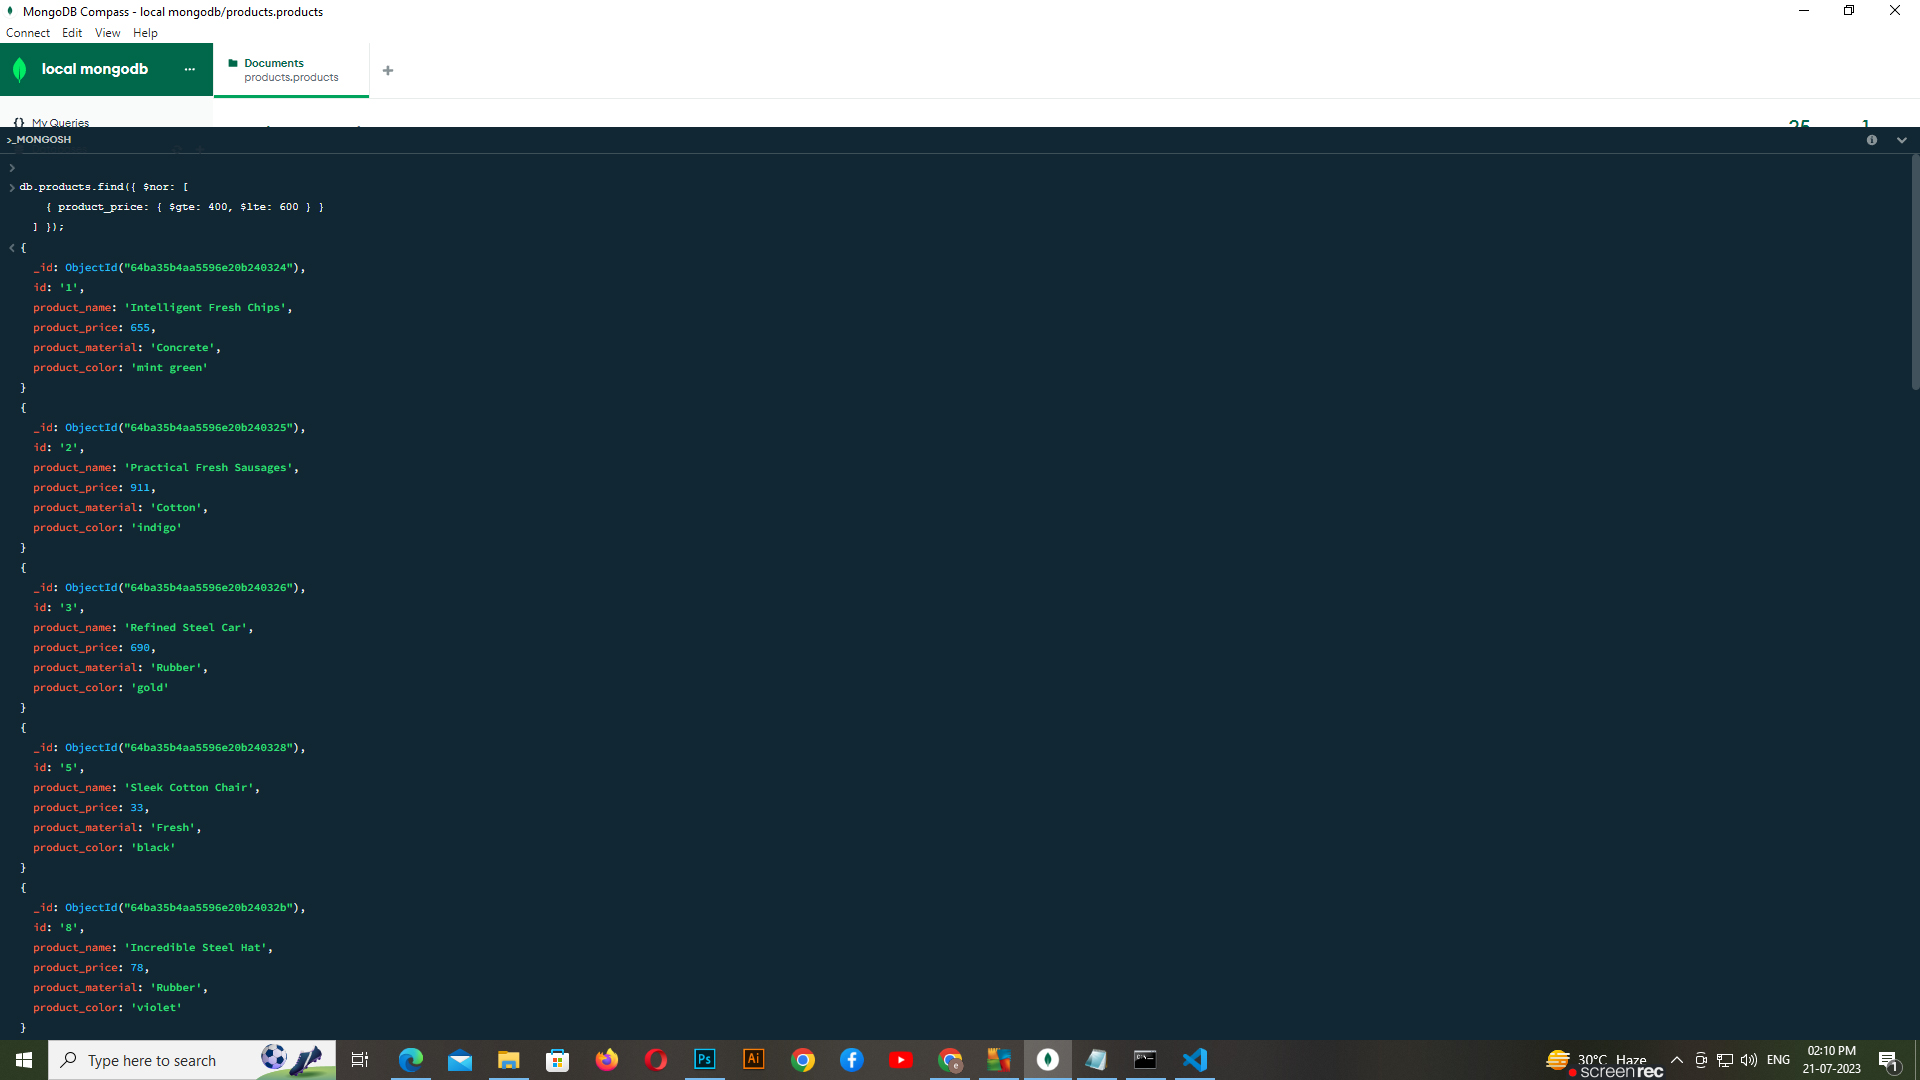 MongoDB Compass - local mongodb/products.products
Connect Edit View Help
local mongodb ...
Documents
products.products
{} My Queries
25 1
>_MONGOSH
>
> db.products.find({ $nor: [
{ product_price: { $gte: 400, $lte: 600 } }
] });
< {
_id: ObjectId("64ba35b4aa5596e20b240324"),
id: '1',
product_name: 'Intelligent Fresh Chips',
product_price: 655,
product_material: 'Concrete',
product_color: 'mint green'
}
{
_id: ObjectId("64ba35b4aa5596e20b240325"),
id: '2',
product_name: 'Practical Fresh Sausages',
product_price: 911,
product_material: 'Cotton',
product_color: 'indigo'
}
{
_id: ObjectId("64ba35b4aa5596e20b240326"),
id: '3',
product_name: 'Refined Steel Car',
product_price: 690,
product_material: 'Rubber',
product_color: 'gold'
}
{
_id: ObjectId("64ba35b4aa5596e20b240328"),
id: '5',
product_name: 'Sleek Cotton Chair',
product_price: 33,
product_material: 'Fresh',
product_color: 'black'
}
{
_id: ObjectId("64ba35b4aa5596e20b24032b"),
id: '8',
product_name: 'Incredible Steel Hat',
product_price: 78,
product_material: 'Rubber',
product_color: 'violet'
}
Type here to search
Ps Ai
30°C Haze
screenrec
ENG
02:10 PM
21-07-2023
1